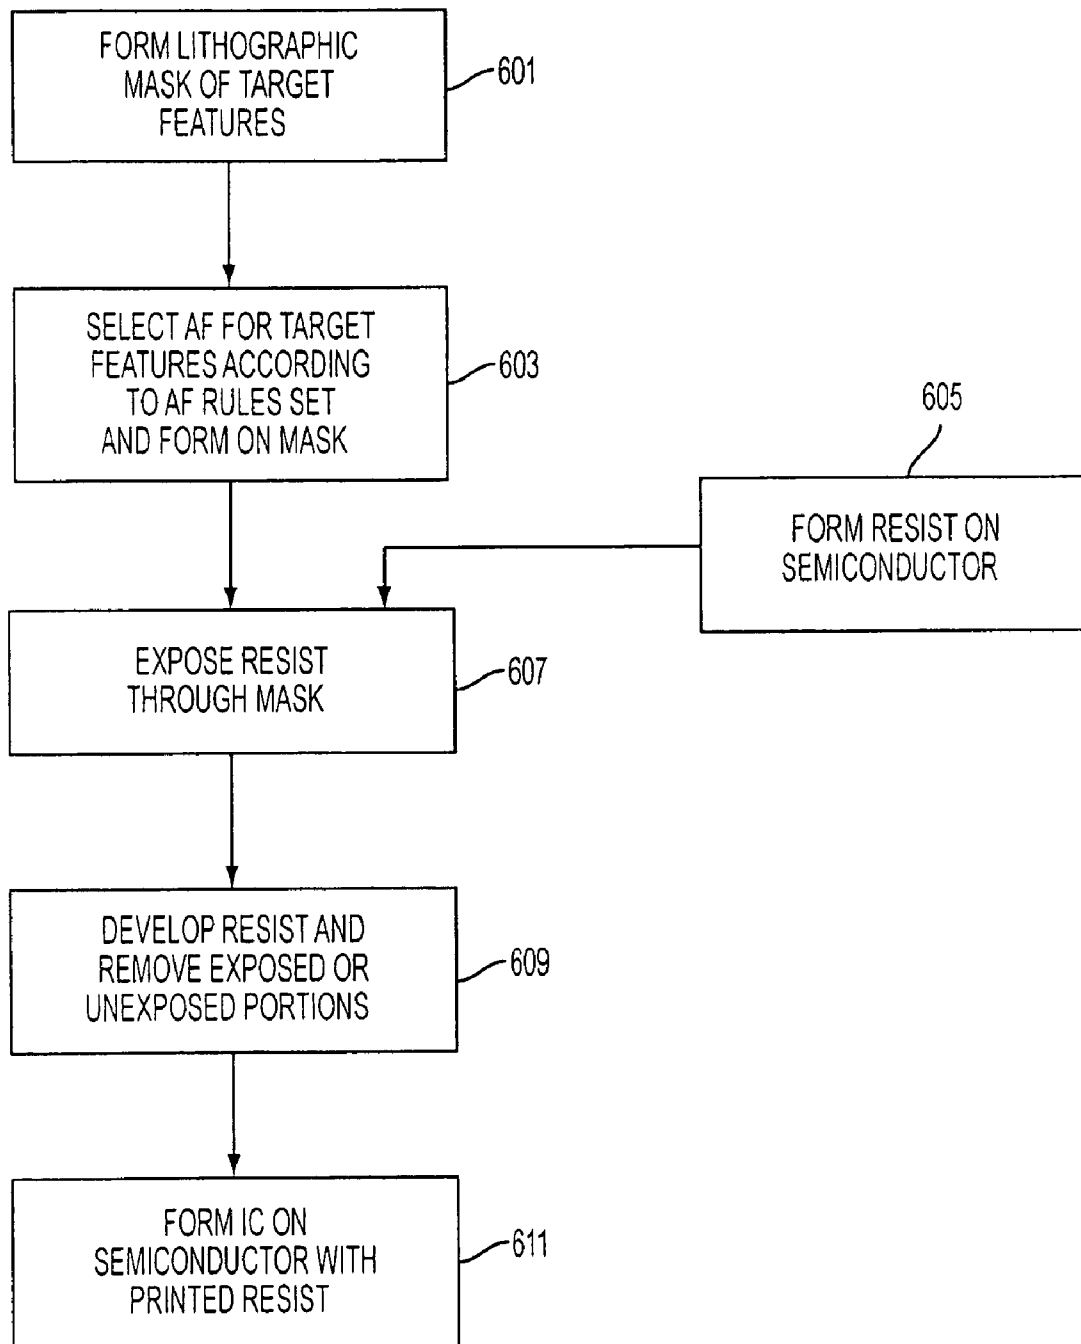 FORM LITHOGRAPHIC
MASK OF TARGET
FEATURES
601
SELECT AF FOR TARGET
FEATURES ACCORDING
TO AF RULES SET
AND FORM ON MASK
603
605
FORM RESIST ON
SEMICONDUCTOR
EXPOSE RESIST
THROUGH MASK
607
DEVELOP RESIST AND
REMOVE EXPOSED OR
UNEXPOSED PORTIONS
609
FORM IC ON
SEMICONDUCTOR WITH
PRINTED RESIST
611